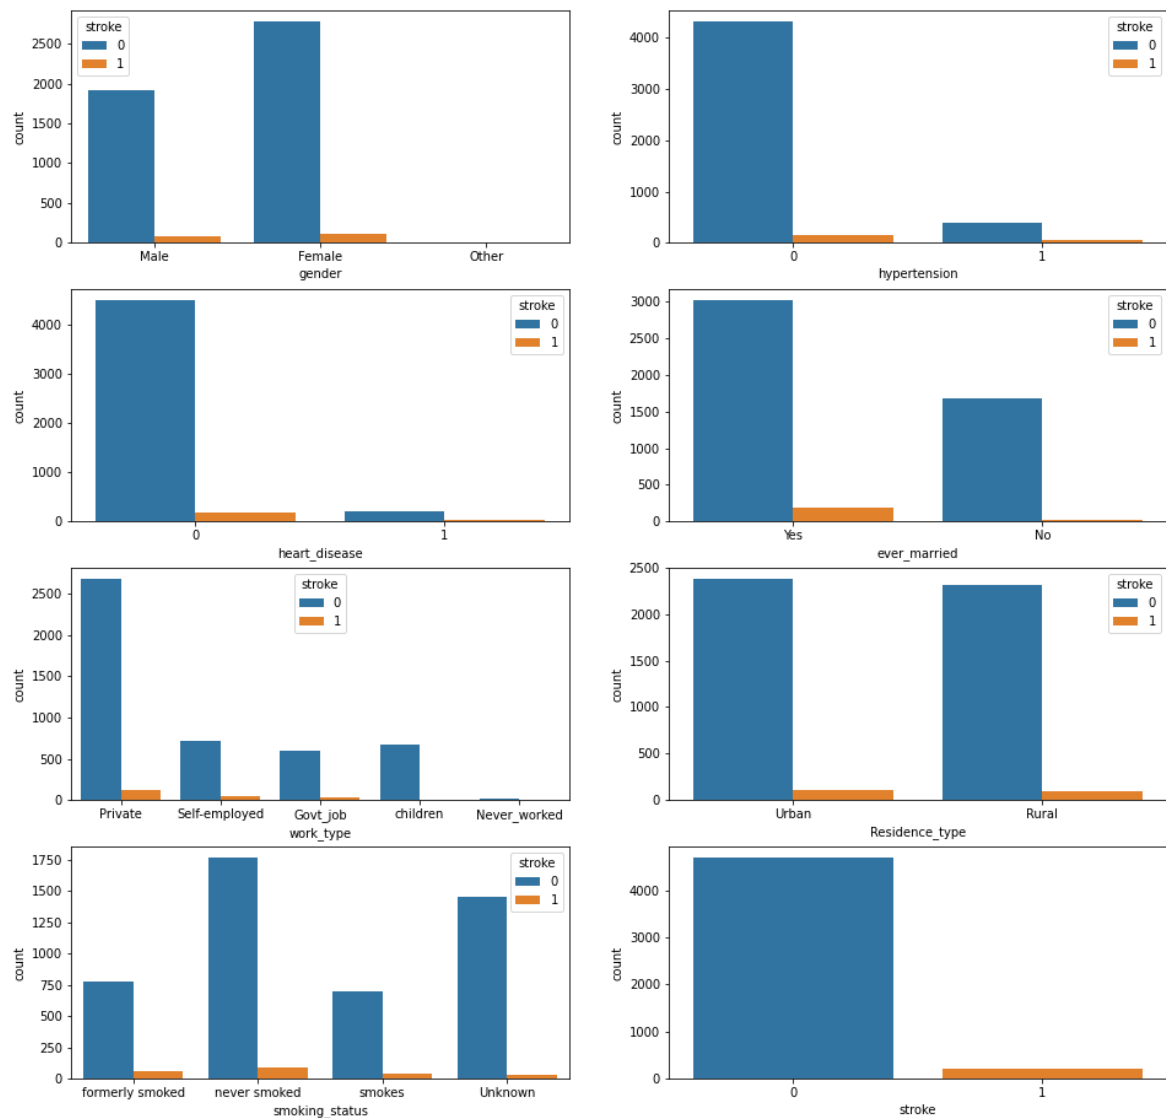 stroke
0
1
2500
2000
1500
1000
500
0
count
Male Female Other
gender
stroke
0
1
4000
3000
2000
1000
0
count
0 1
hypertension
stroke
0
1
4000
3000
2000
1000
0
count
0 1
heart_disease
stroke
0
1
3000
2500
2000
1500
1000
500
0
count
Yes No
ever_married
stroke
0
1
2500
2000
1500
1000
500
0
count
Private Self-employed Govt_job children Never_worked
work_type
stroke
0
1
2500
2000
1500
1000
500
0
count
Urban Rural
Residence_type
stroke
0
1
1750
1500
1250
1000
750
500
250
0
count
formerly smoked never smoked smokes Unknown
smoking_status
4000
3000
2000
1000
0
count
0 1
stroke